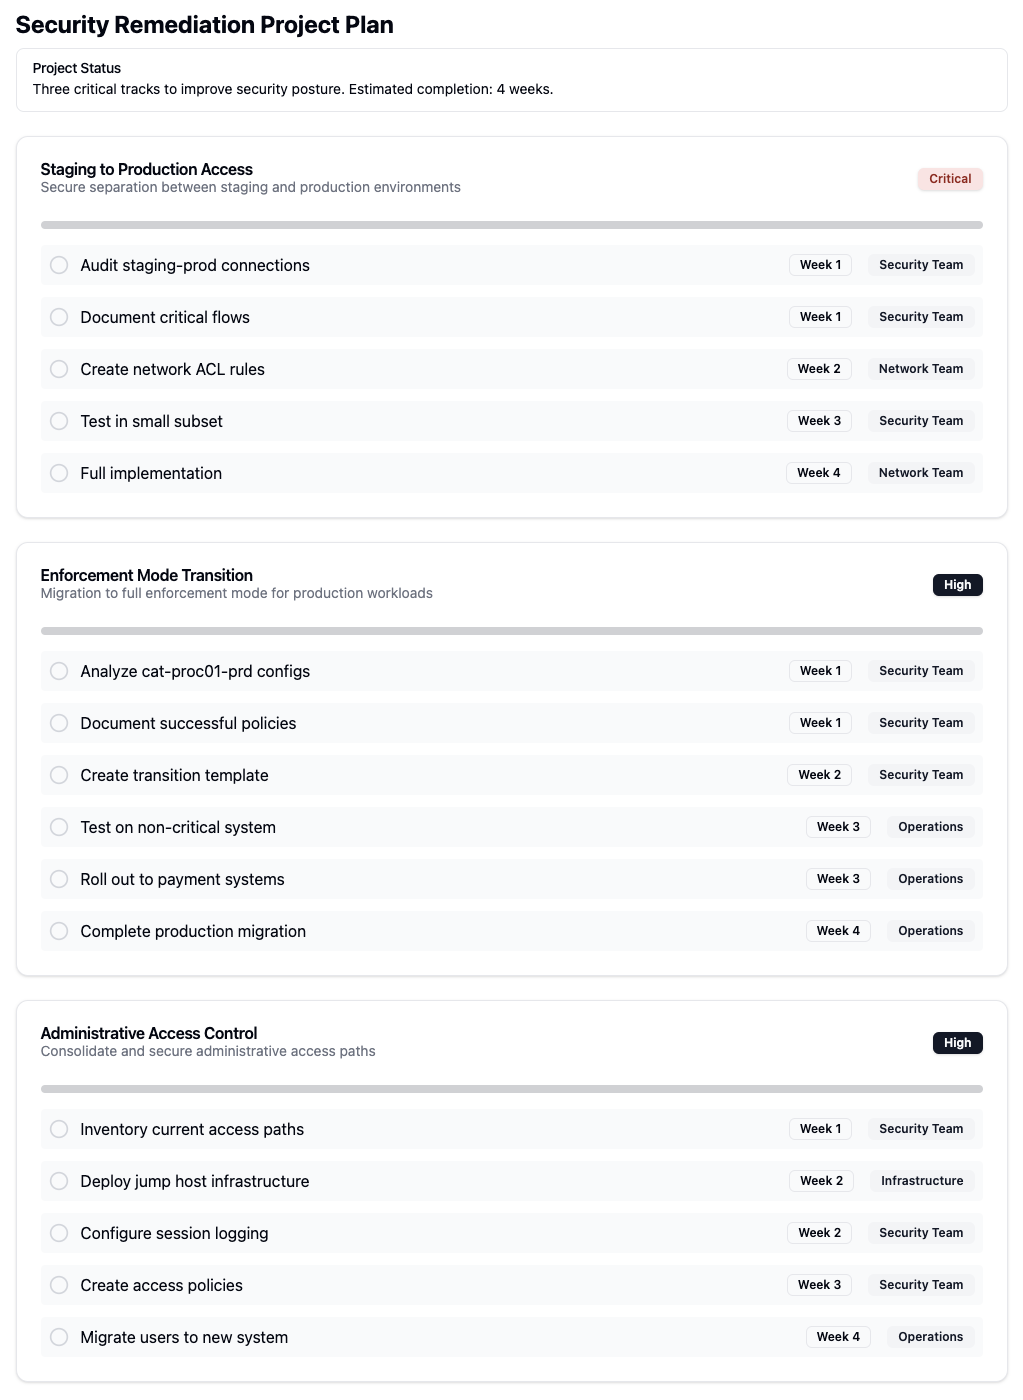 Security Remediation Project Plan
Project Status
Three critical tracks to improve security posture. Estimated completion: 4 weeks.
Staging to Production Access
Secure separation between staging and production environments
Critical
Audit staging-prod connections Week 1 Security Team
Document critical flows Week 1 Security Team
Create network ACL rules Week 2 Network Team
Test in small subset Week 3 Security Team
Full implementation Week 4 Network Team
Enforcement Mode Transition
Migration to full enforcement mode for production workloads
High
Analyze cat-proc01-prd configs Week 1 Security Team
Document successful policies Week 1 Security Team
Create transition template Week 2 Security Team
Test on non-critical system Week 3 Operations
Roll out to payment systems Week 3 Operations
Complete production migration Week 4 Operations
Administrative Access Control
Consolidate and secure administrative access paths
High
Inventory current access paths Week 1 Security Team
Deploy jump host infrastructure Week 2 Infrastructure
Configure session logging Week 2 Security Team
Create access policies Week 3 Security Team
Migrate users to new system Week 4 Operations